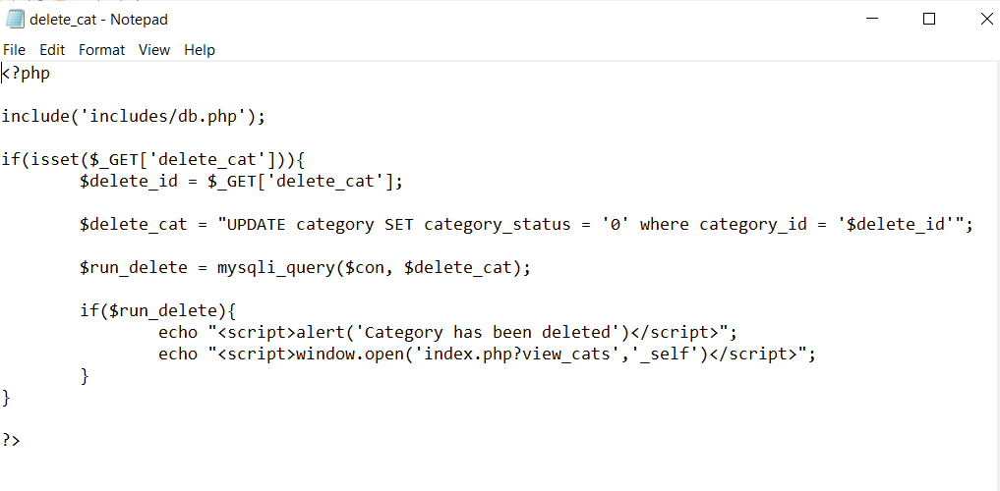 delete_cat - Notepad
File Edit Format View Help
<?php
include('includes/db.php');
if(isset($_GET['delete_cat'])){
$delete_id = $_GET['delete_cat'];
$delete_cat = "UPDATE category SET category_status = '0' where category_id = '$delete_id'";
$run_delete = mysqli_query($con, $delete_cat);
if($run_delete){
echo "<script>alert('Category has been deleted')</script>";
echo "<script>window.open('index.php?view_cats','_self')</script>";
}
}
?>